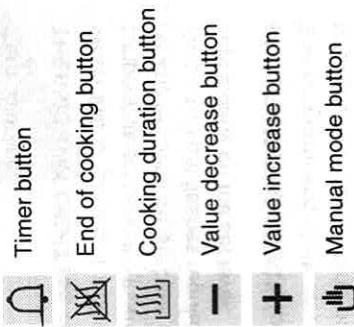 Timer button
End of cooking button
Cooking duration button
Value decrease button
Value increase button
Manual mode button